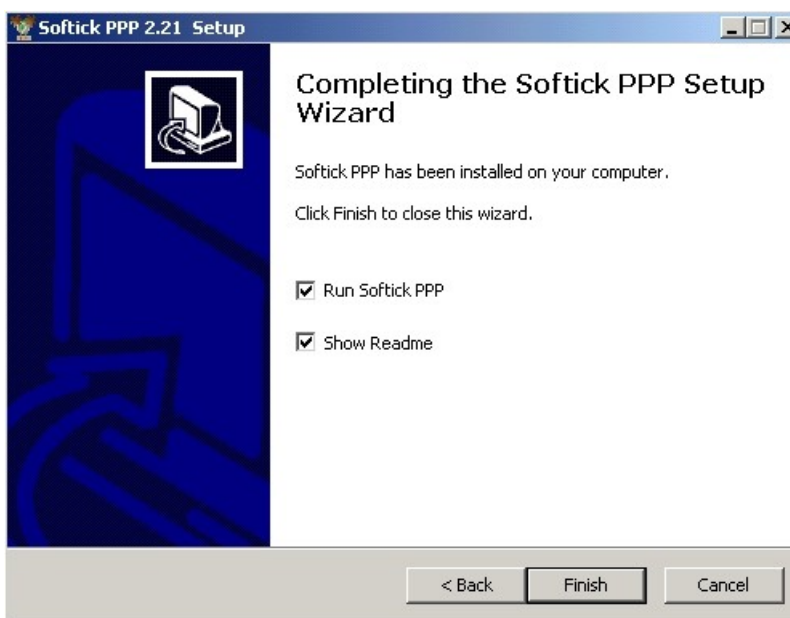 Softick PPP 2.21 Setup
Completing the Softick PPP Setup
Wizard
Softick PPP has been installed on your computer.
Click Finish to close this wizard.
Run Softick PPP
Show Readme
< Back Finish Cancel